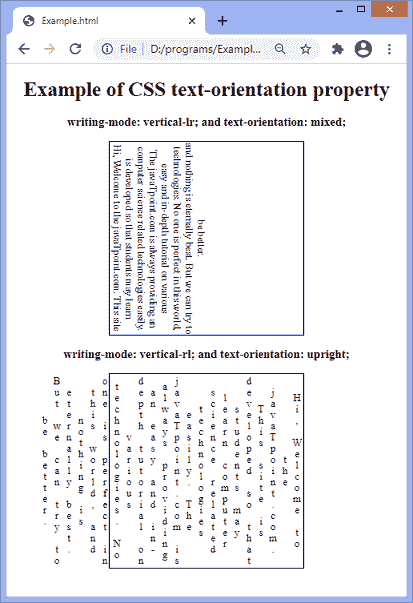 Example.html
File
D:/programs/Exampl...
Example of CSS text-orientation property
writing-mode: vertical-lr; and text-orientation: mixed;
Hi, Welcome to the javaTpoint.com. This site
is developed so that students may learn
computer science related technologies easily.
The javaTpoint.com is always providing an
easy and in-depth tutorial on various
technologies. No one is perfect in this world,
and nothing is eternally best. But we can try to
be better.
writing-mode: vertical-rl; and text-orientation: upright;
Hi, Welcome to
the
javaTpoint.com.
This site is
developed so that
students may
learn computer
science related
technologies
easily. The
javaTpoint.com is
always providing
an easy and in-
depth tutorial on
various
technologies. No
one is perfect in
this world, and
nothing is
eternally best.
But we can try to
be better.